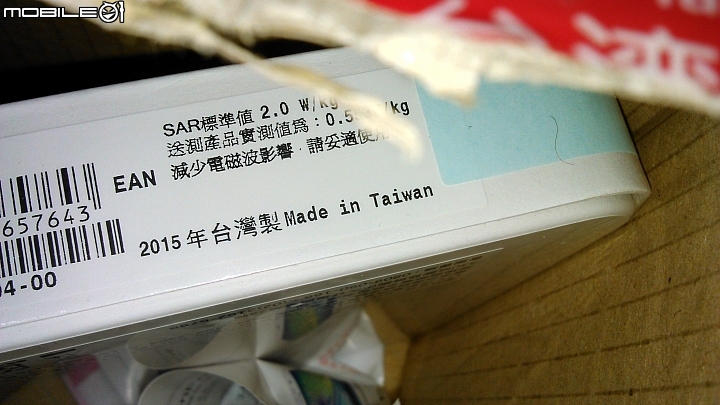 MOBILE01
SAR標準值 2.0 W/kg
送測產品實測值為：0.5 /kg
減少電磁波影響，請妥適使用
EAN
657643
2015年台灣製 Made in Taiwan
04-00